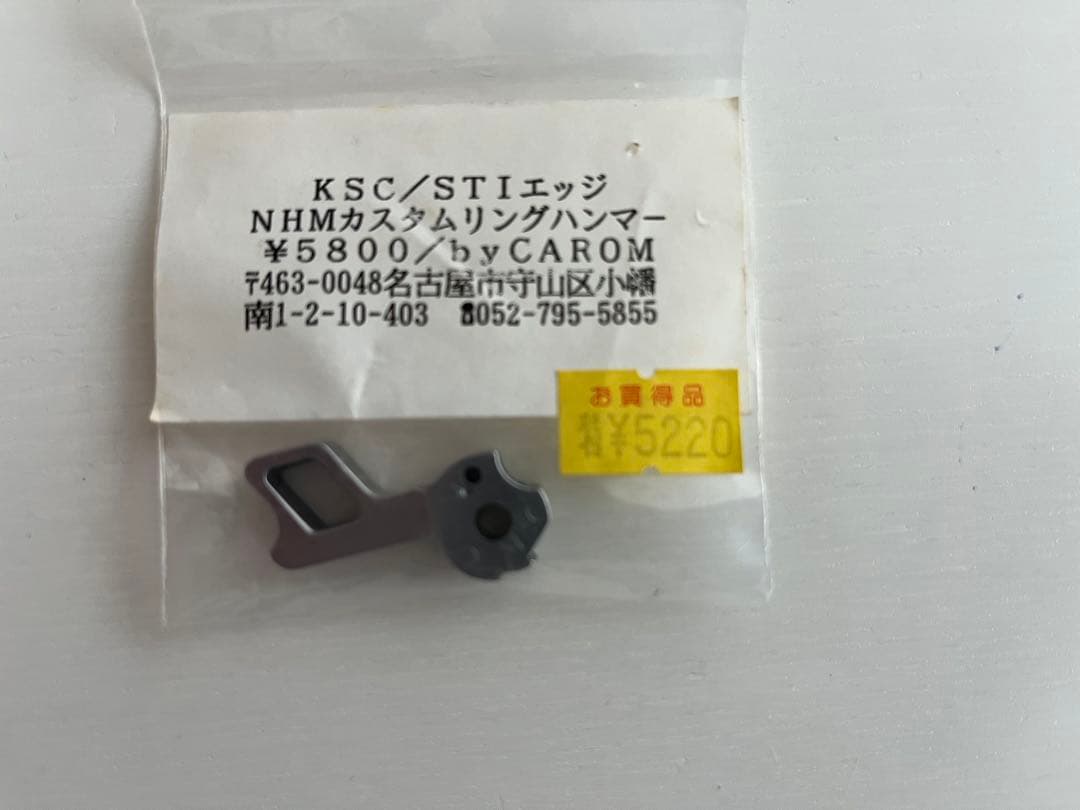 KSC／STIエッジ
NHMカスタムリングハンマー
￥5800／byCAROM
〒463-0048名古屋市守山区小幡
南1-2-10-403 ☎052-795-5855
お買得品
￥5220